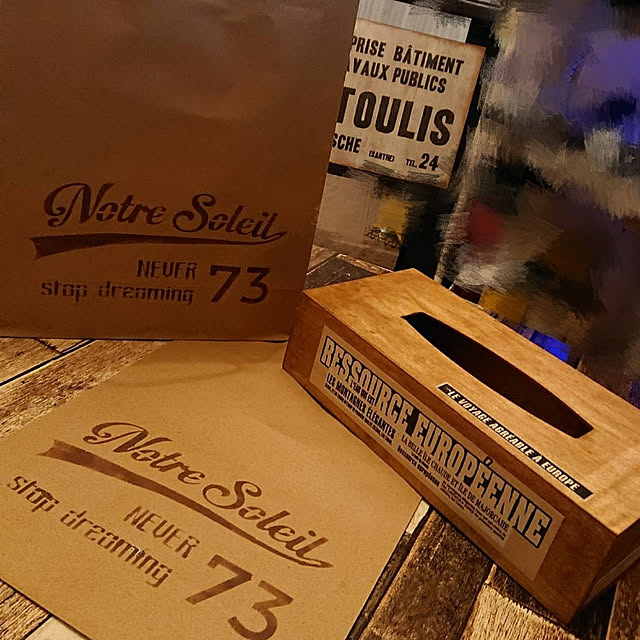 PRISE BÂTIMENT
VAUX PUBLICS
TOULIS
SCHE (SARTHE) TEL. 24
Notre Soleil
NEVER
stop dreaming 73
RESSOURCE EUROPÉENNE
LES MONTAGNES ÉLÉGANTES
LE VOYAGE AGRÉABLE À EUROPE
Notre Soleil
NEVER
stop dreaming 73